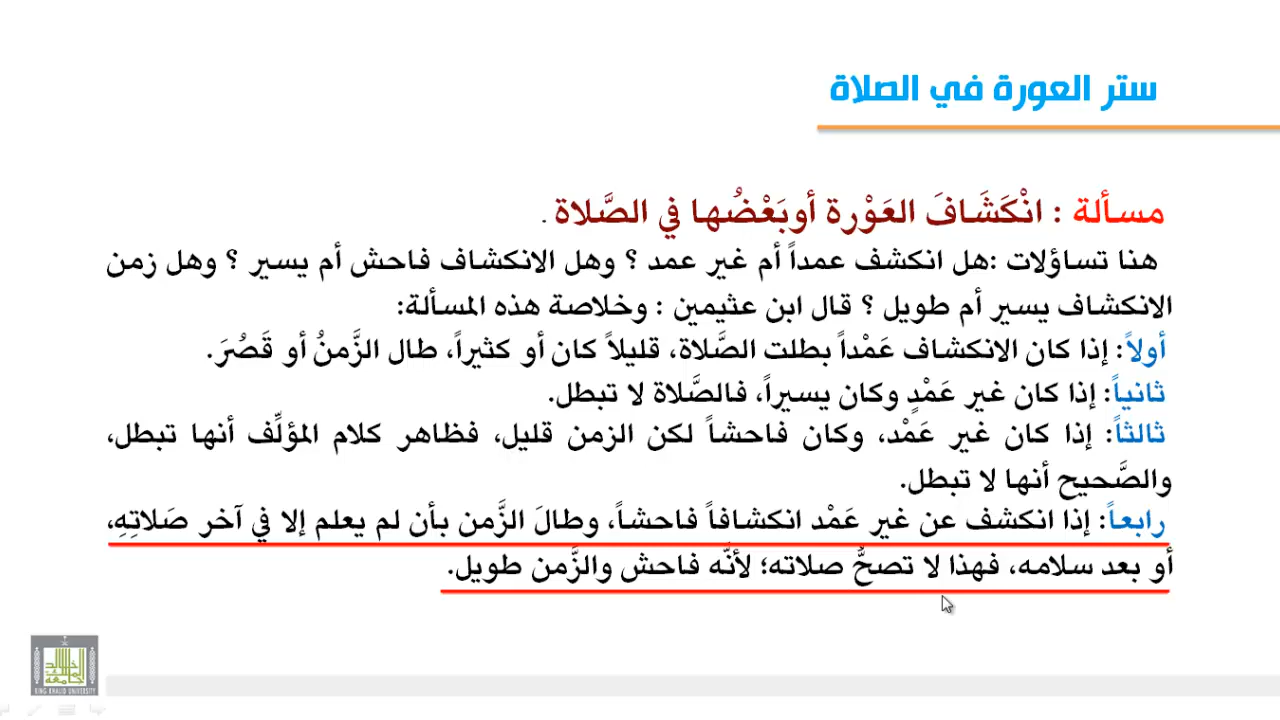 ستر العورة في الصلاة
مسألة : انْكَشَافَ العَوْرة أوبَعْضُها في الصَّلاة .
هنا تساؤلات :هل انكشف عمداً أم غير عمد ؟ وهل الانكشاف فاحش أم يسير ؟ وهل زمن
الانكشاف يسير أم طويل ؟ قال ابن عثيمين : وخلاصة هذه المسألة:
أولاً: إذا كان الانكشاف عَمْداً بطلت الصَّلاة، قليلاً كان أو كثيراً، طال الزَّمنُ أو قَصُرَ.
ثانياً: إذا كان غير عَمْدٍ وكان يسيراً، فالصَّلاة لا تبطل.
ثالثاً: إذا كان غير عَمْد، وكان فاحشاً لكن الزمن قليل، فظاهر كلام المؤلِّف أنها تبطل،
والصَّحيح أنها لا تبطل.
رابعاً: إذا انكشف عن غير عَمْد انكشافاً فاحشاً، وطالَ الزَّمن بأن لم يعلم إلا في آخر صَلاتِهِ،
أو بعد سلامه، فهذا لا تصحُّ صلاته؛ لأنَّه فاحش والزَّمن طويل.
KING KHALID UNIVERSITY